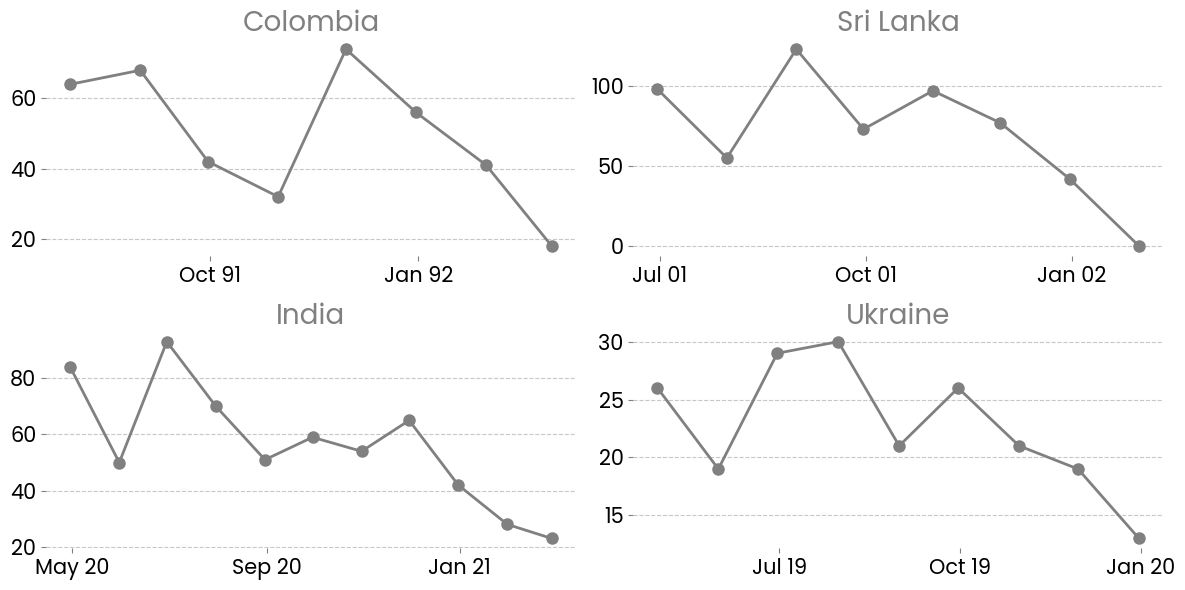 Colombia
60
40
20
Oct 91 Jan 92
Sri Lanka
100
50
0
Jul 01 Oct 01 Jan 02
India
80
60
40
20
May 20 Sep 20 Jan 21
Ukraine
30
25
20
15
Jul 19 Oct 19 Jan 20